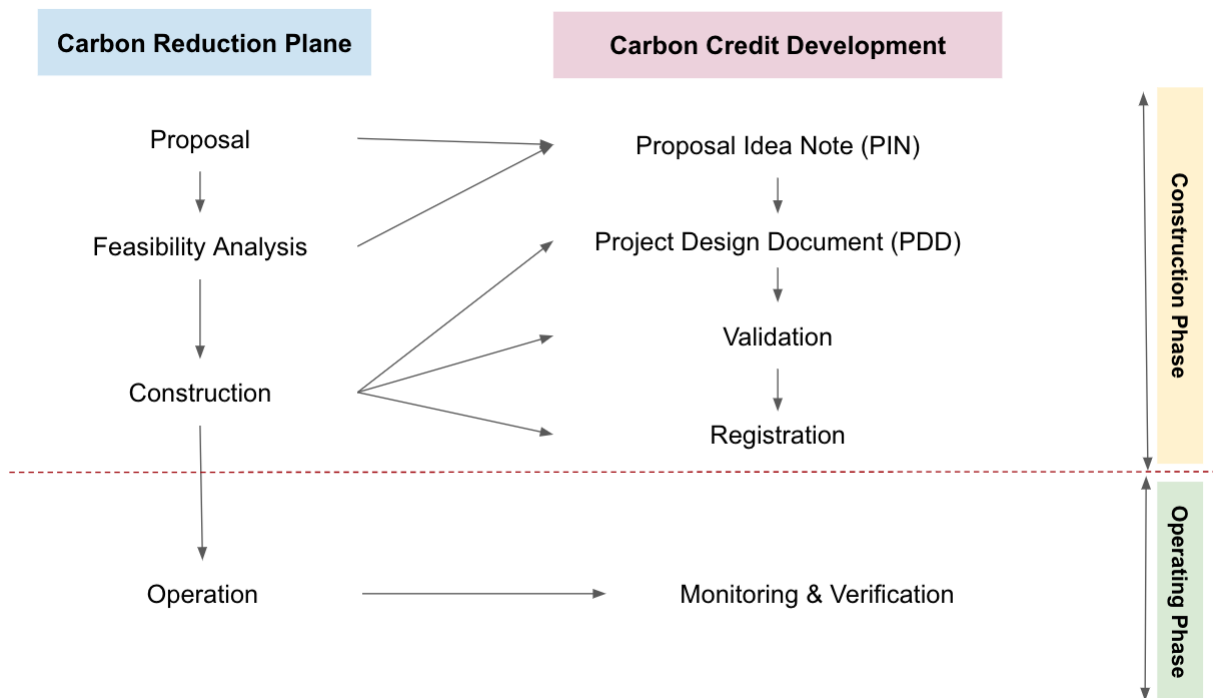 Carbon Reduction Plane
Carbon Credit Development
Proposal
Proposal Idea Note (PIN)
Feasibility Analysis
Project Design Document (PDD)
Validation
Construction
Registration
Construction Phase
Operation
Monitoring & Verification
Operating Phase